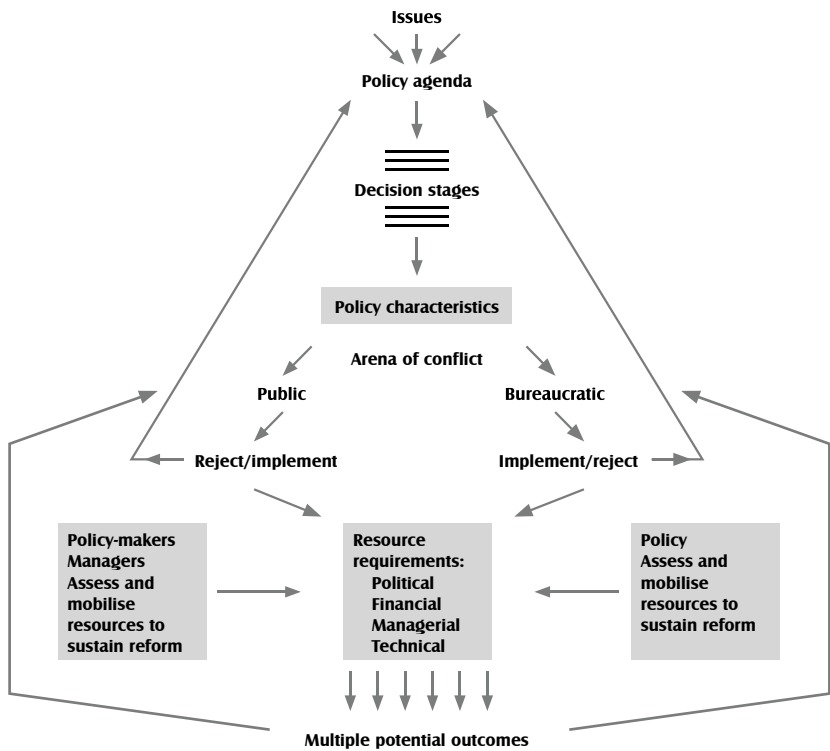 Issues
Policy agenda
Decision stages
Policy characteristics
Arena of conflict
Public
Bureaucratic
Reject/implement
Implement/reject
Policy-makers
Managers
Assess and
mobilise
resources to
sustain reform
Resource
requirements:
Political
Financial
Managerial
Technical
Policy
Assess and
mobilise
resources to
sustain reform
Multiple potential outcomes